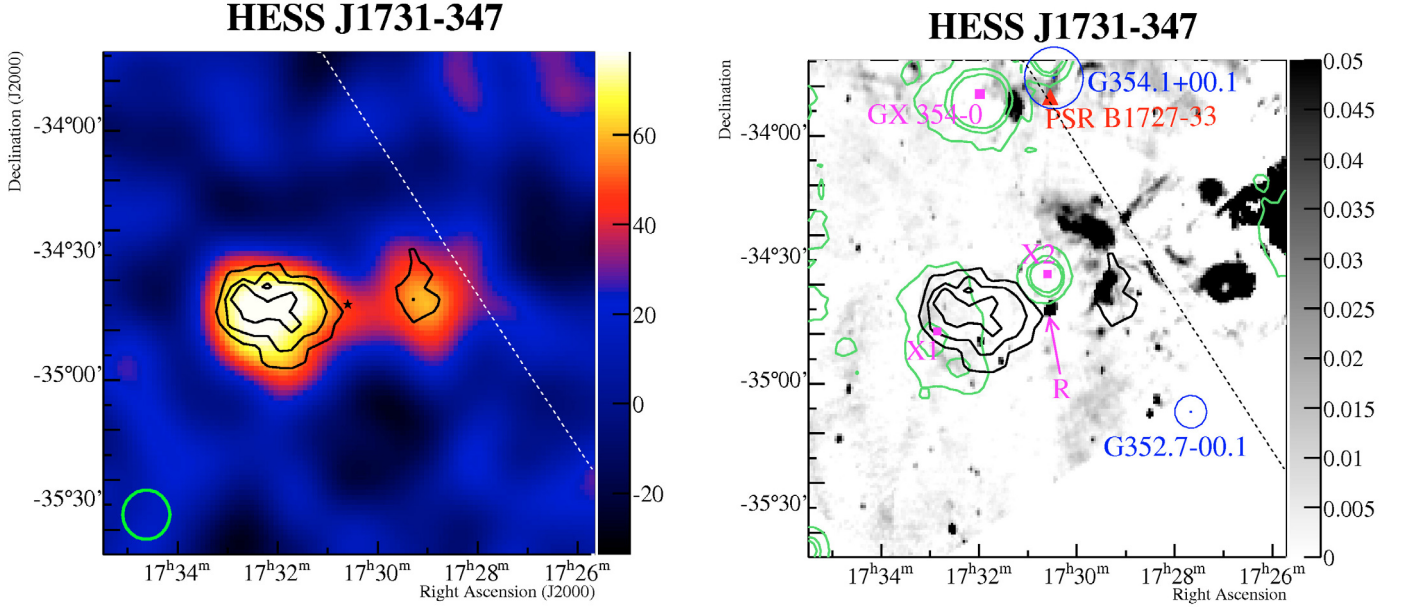 HESS J1731-347
Declination (J2000)
-34°00'
-34°30'
-35°00'
-35°30'
17h34m
17h32m
17h30m
17h28m
17h26m
Right Ascension (J2000)
60
40
20
0
-20
HESS J1731-347
Declination
-34°00'
-34°30'
-35°00'
-35°30'
G354.1+00.1
GX 354-0
PSR B1727-33
X2
X1
R
G352.7-00.1
17h34m
17h32m
17h30m
17h28m
17h26m
Right Ascension
0.05
0.045
0.04
0.035
0.03
0.025
0.02
0.015
0.01
0.005
0